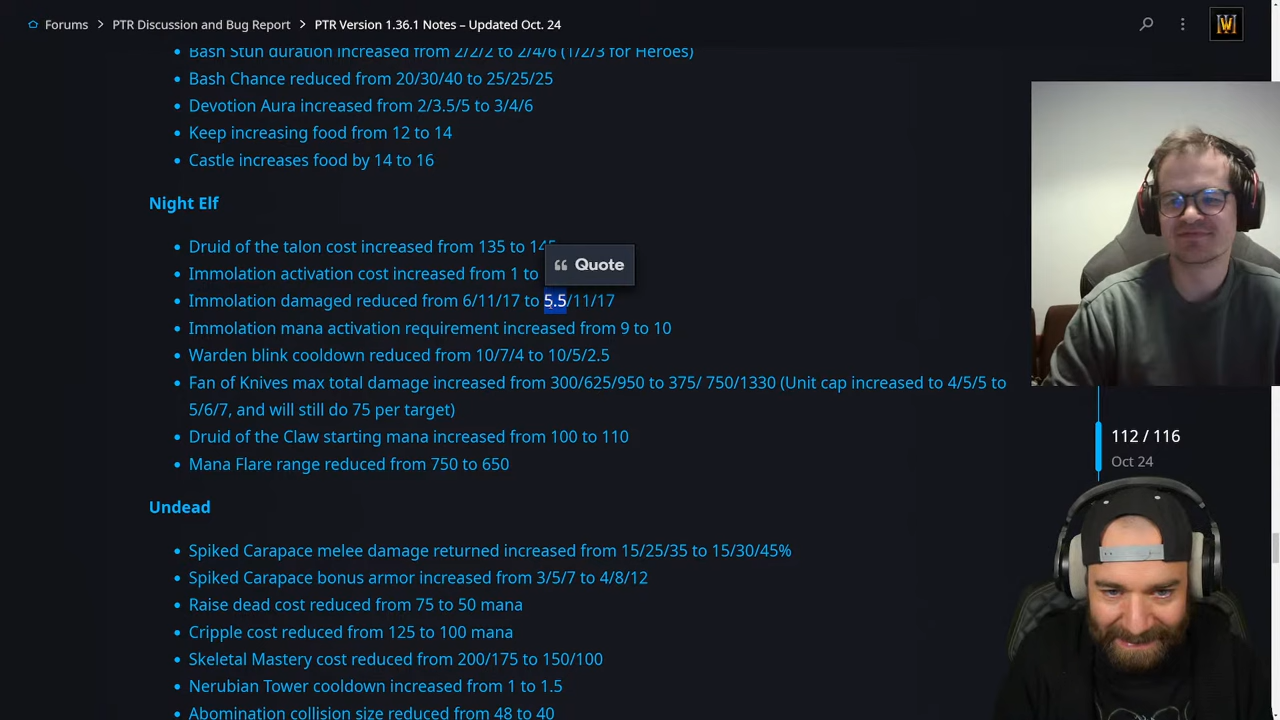 Forums > PTR Discussion and Bug Report > PTR Version 1.36.1 Notes – Updated Oct. 24
Bash Stun duration increased from 2/2/2 to 2/4/6 (1/2/3 for Heroes)
Bash Chance reduced from 20/30/40 to 25/25/25
Devotion Aura increased from 2/3.5/5 to 3/4/6
Keep increasing food from 12 to 14
Castle increases food by 14 to 16
Night Elf
Druid of the talon cost increased from 135 to 145
Immolation activation cost increased from 1 to
Quote
Immolation damaged reduced from 6/11/17 to 5.5/11/17
Immolation mana activation requirement increased from 9 to 10
Warden blink cooldown reduced from 10/7/4 to 10/5/2.5
Fan of Knives max total damage increased from 300/625/950 to 375/ 750/1330 (Unit cap increased to 4/5/5 to
5/6/7, and will still do 75 per target)
Druid of the Claw starting mana increased from 100 to 110
Mana Flare range reduced from 750 to 650
112 / 116
Oct 24
Undead
Spiked Carapace melee damage returned increased from 15/25/35 to 15/30/45%
Spiked Carapace bonus armor increased from 3/5/7 to 4/8/12
Raise dead cost reduced from 75 to 50 mana
Cripple cost reduced from 125 to 100 mana
Skeletal Mastery cost reduced from 200/175 to 150/100
Nerubian Tower cooldown increased from 1 to 1.5
Abomination collision size reduced from 48 to 40